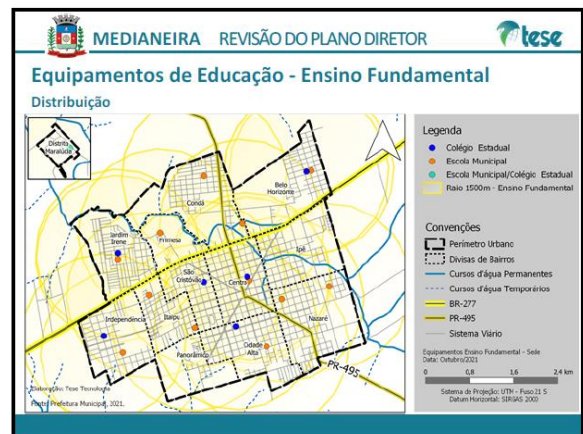 MEDIANEIRA REVISÃO DO PLANO DIRETOR
tese
Equipamentos de Educação - Ensino Fundamental
Distribuição
Distrito
Maralúcia
Condá
Belo
Horizonte
Jardim
Irene
Frimesa
Ipê
São
Cristóvão
Centro
Independência
Itaipu
Nazaré
Panorâmico
Cidade
Alta
PR-495
Elaboração: Tese Tecnologia
Fonte: Prefeitura Municipal, 2021.
Legenda
Colégio Estadual
Escola Municipal
Escola Municipal/Colégio Estadual
Raio 1500m - Ensino Fundamental
Convenções
Perímetro Urbano
Divisas de Bairros
Cursos d'água Permanentes
Cursos d'água Temporários
BR-277
PR-495
Sistema Viário
Equipamentos Ensino Fundamental - Sede
Data: Outubro/2021
0 0,8 1,6 2,4 km
Sistema de Projeção: UTM - Fuso 21 S
Datum Horizontal: SIRGAS 2000